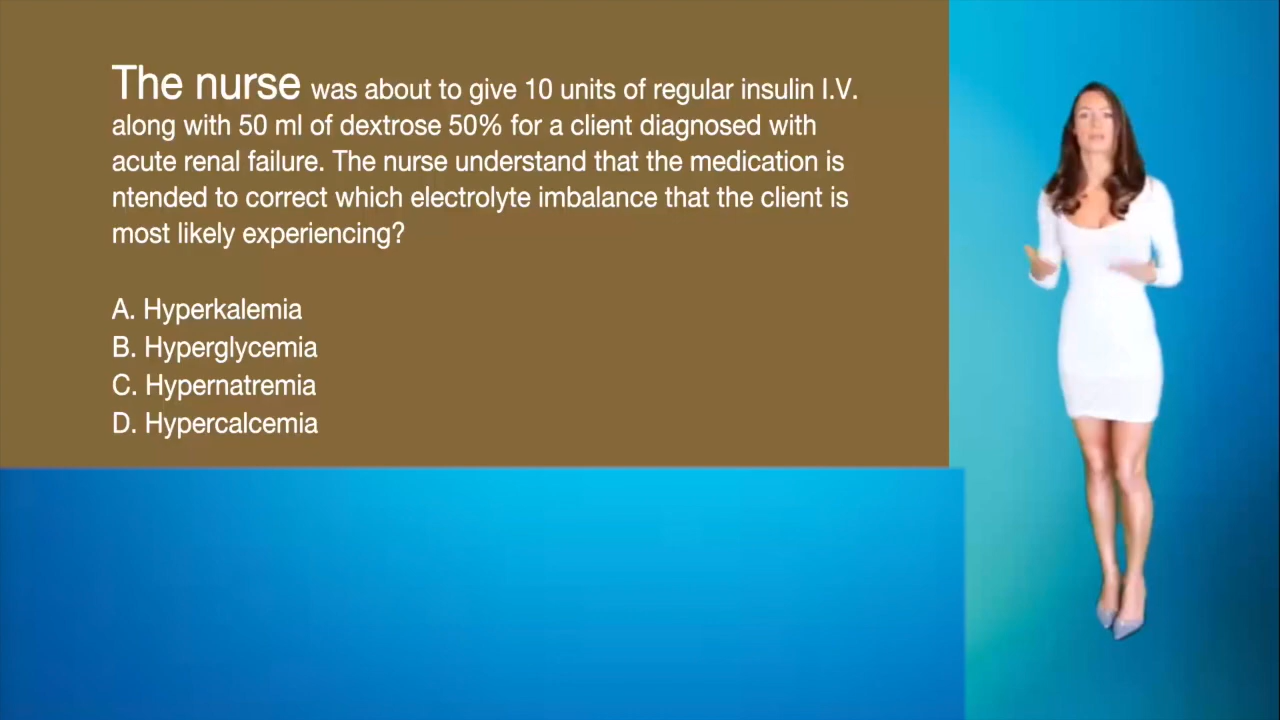 The nurse was about to give 10 units of regular insulin I.V.
along with 50 ml of dextrose 50% for a client diagnosed with
acute renal failure. The nurse understand that the medication is
ntended to correct which electrolyte imbalance that the client is
most likely experiencing?
A. Hyperkalemia
B. Hyperglycemia
C. Hypernatremia
D. Hypercalcemia